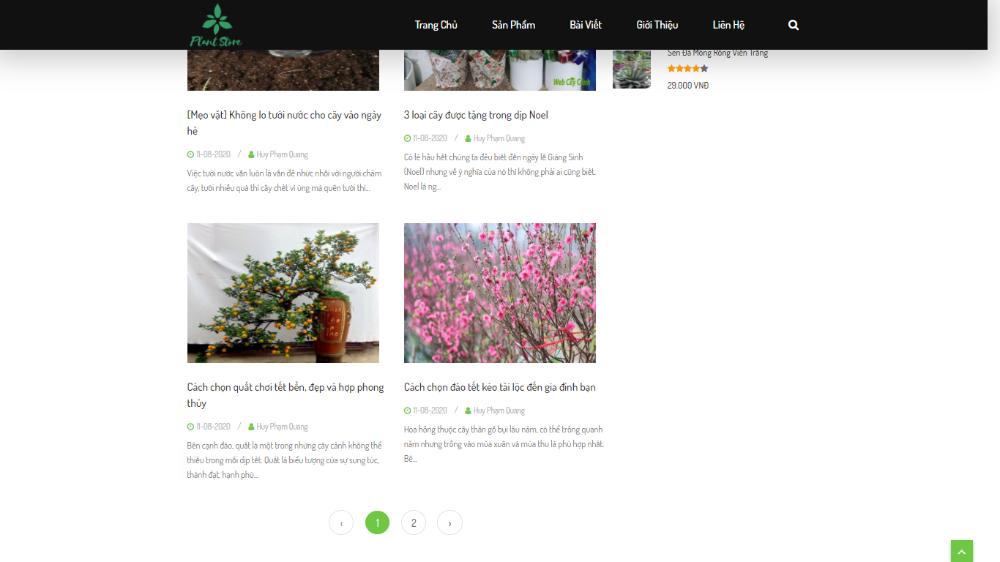 Plant Store
Trang Chủ
Sản Phẩm
Bài Viết
Giới Thiệu
Liên Hệ
Sen Đá Móng Rồng Viền Trắng
29.000 VNĐ
Web Cây Cảnh
[Mẹo vặt] Không lo tưới nước cho cây vào ngày
hè
11-08-2020 / Huy Phạm Quang
Việc tưới nước vẫn luôn là vấn đề nhức nhối với người chăm
cây, tưới nhiều quá thì cây chết vì úng mà quên tưới thì...
3 loại cây được tặng trong dịp Noel
11-08-2020 / Huy Phạm Quang
Có lẽ hầu hết chúng ta đều biết đến ngày lễ Giáng Sinh
(Noel) nhưng về ý nghĩa của nó thì không phải ai cũng biết.
Noel là ng...
Cách chọn quất chơi tết bền, đẹp và hợp phong
thủy
11-08-2020 / Huy Phạm Quang
Bên cạnh đào, quất là một trong những cây cảnh không thể
thiếu trong mỗi dịp tết. Quất là biểu tượng của sự sung túc,
thành đạt, hạnh phú...
Cách chọn đào tết kéo tài lộc đến gia đình bạn
11-08-2020 / Huy Phạm Quang
Hoa hồng thuộc cây thân gỗ bụi lâu năm, có thể trồng quanh
năm nhưng trồng vào mùa xuân và mùa thu là phù hợp nhất.
Bê...
‹ 1 2 ›